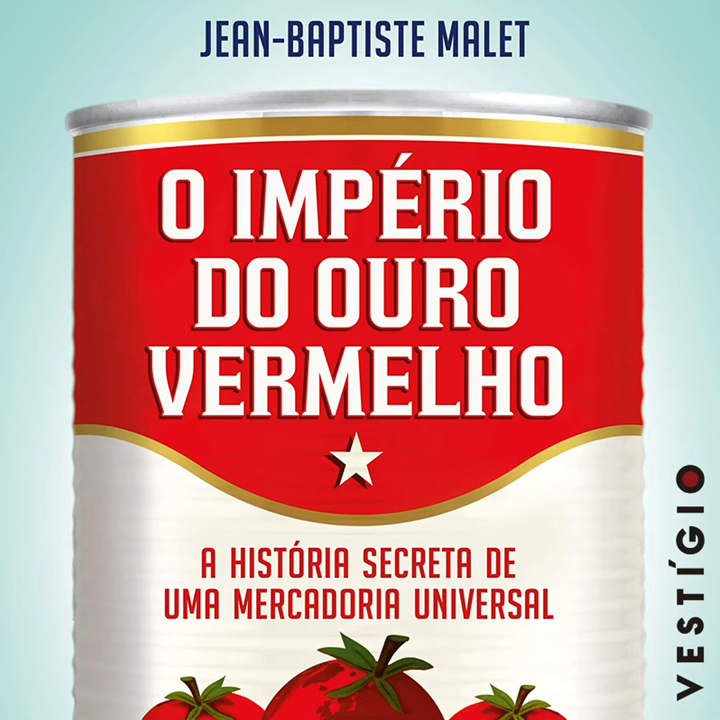 JEAN-BAPTISTE MALET
O IMPÉRIO
DO OURO
VERMELHO
A HISTÓRIA SECRETA DE
UMA MERCADORIA UNIVERSAL
VESTÍGIO